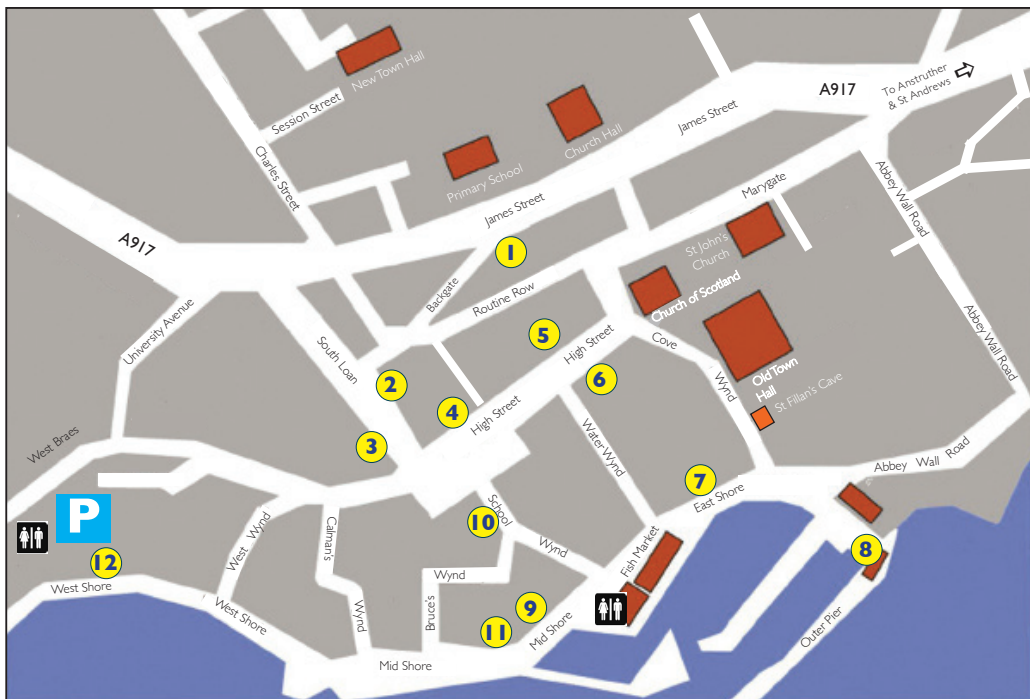 New Town Hall
Session Street
Charles Street
Primary School
Church Hall
James Street
James Street
A917
To Anstruther
& St Andrews
A917
Marygate
Abbey Wall Road
Abbey Wall Road
St John's
Church
Church of Scotland
Old Town
Hall
St Fillan's Cave
1
Backgate
Routine Row
University Avenue
South Loan
5
High Street
Cove
Wynd
2
6
4
High Street
3
Water Wynd
West Braes
7
East Shore
Abbey Wall Road
P
10
School
Wynd
Calman's
Wynd
West Wynd
Fish Market
8
12
West Shore
West Shore
Bruce's
Wynd
9
11
Mid Shore
Mid Shore
Outer Pier